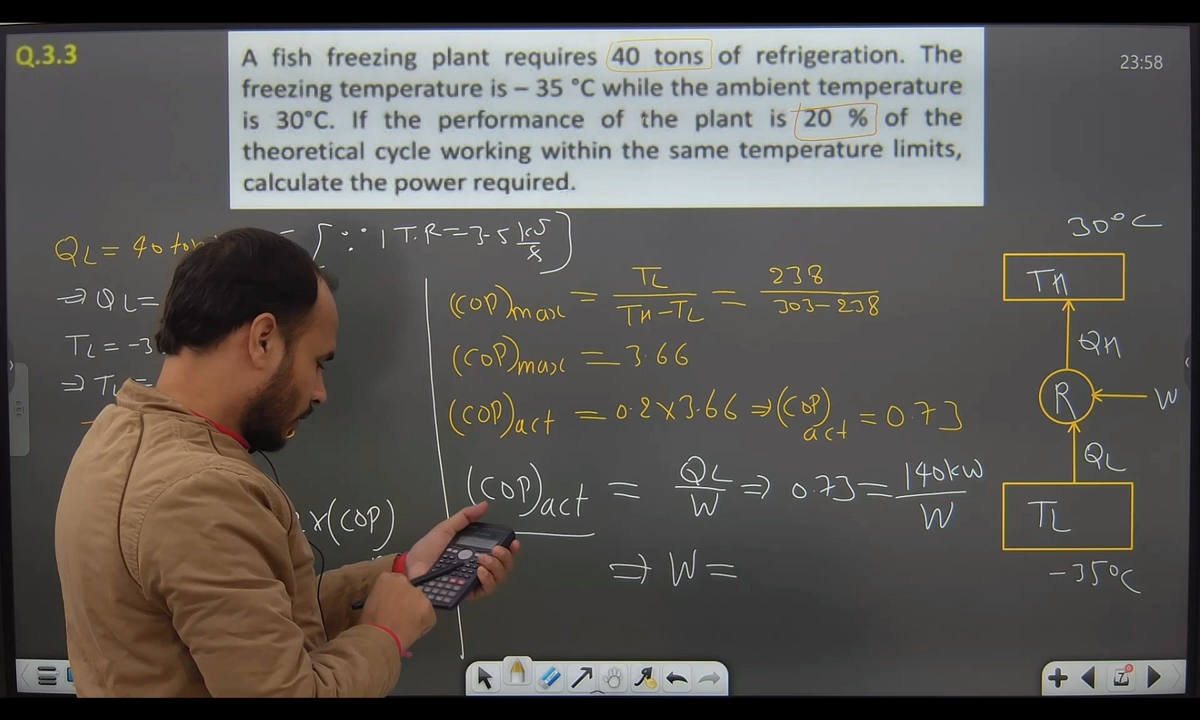 Q.3.3
A fish freezing plant requires 40 tons of refrigeration. The
freezing temperature is – 35 °C while the ambient temperature
is 30°C. If the performance of the plant is 20 % of the
theoretical cycle working within the same temperature limits,
calculate the power required.
23:58
QL = 40 ton
[∵ 1 T.R = 3.5 kJ/s]
⇒ QL =
TL = -3
⇒ TH =
x (COP)
(COP)max = TL/(TH-TL) = 238/(303-238)
(COP)max = 3.66
(COP)act = 0.2 x 3.66 ⇒ (COP)act = 0.73
(COP)act = QL/W ⇒ 0.73 = 140kW/W
⇒ W =
30°C
TH
QH
R
W
QL
TL
-35°C
7